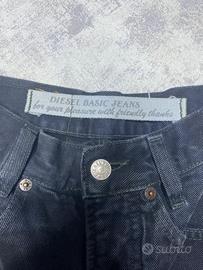 DIESEL BASIC JEANS
for your pleasure with friendly thanks
subito